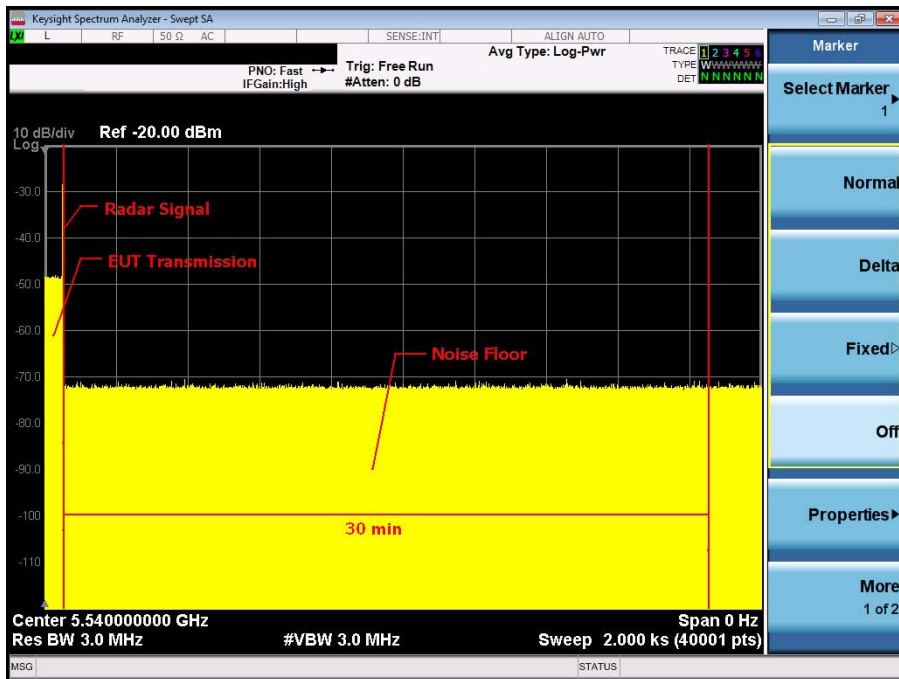 Keysight Spectrum Analyzer - Swept SA
LXI L RF 50 Ω AC SENSE:INT ALIGN AUTO
Avg Type: Log-Pwr
TRACE 1 2 3 4 5 6
PNO: Fast Trig: Free Run
TYPE WWWWWW
IFGain:High #Atten: 0 dB
DET N N N N N N
Marker
Select Marker
1
10 dB/div Ref -20.00 dBm
Log
-30.0
-40.0
-50.0
-60.0
-70.0
-80.0
-90.0
-100
-110
Radar Signal
EUT Transmission
Noise Floor
30 min
Normal
Delta
Fixed
Off
Properties
More
1 of 2
Center 5.540000000 GHz Span 0 Hz
Res BW 3.0 MHz #VBW 3.0 MHz Sweep 2.000 ks (40001 pts)
MSG STATUS